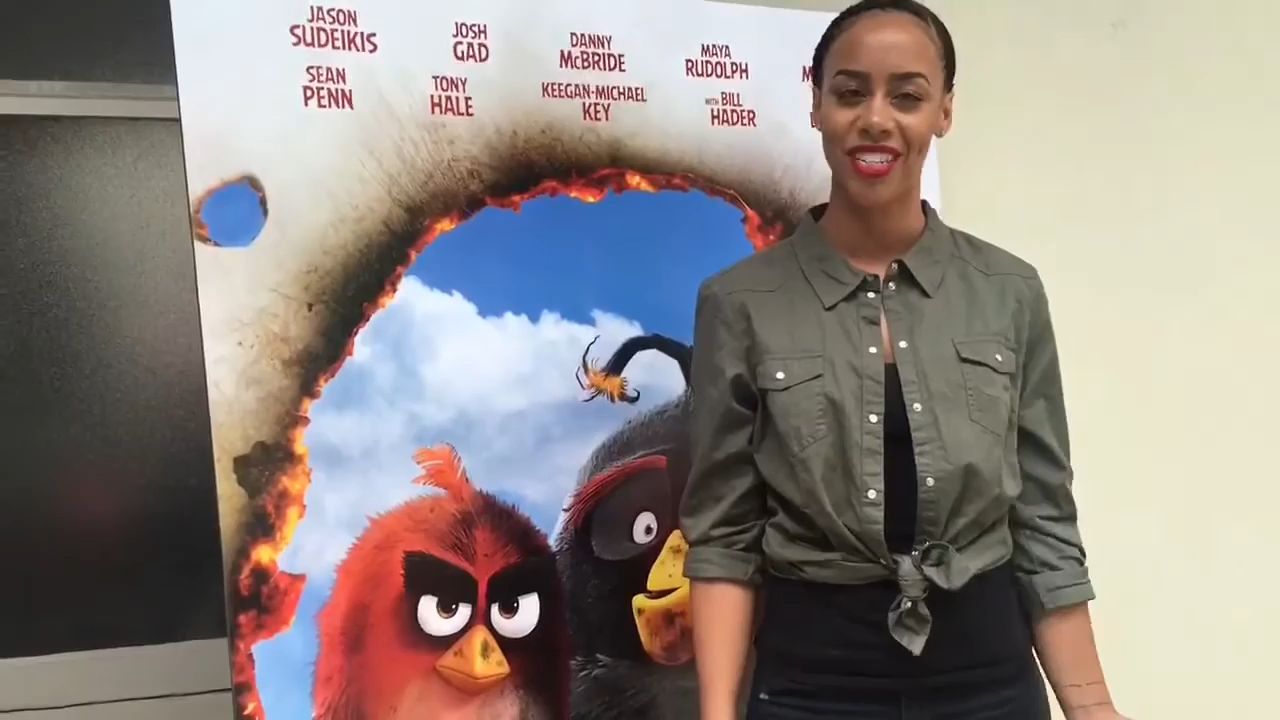 JASON
SUDEIKIS
JOSH
GAD
DANNY
McBRIDE
MAYA
RUDOLPH
SEAN
PENN
TONY
HALE
KEEGAN-MICHAEL
KEY
WITH BILL
HADER